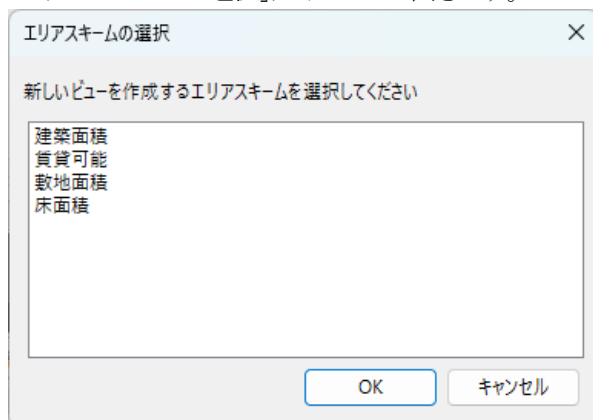 エリアスキームの選択
新しいビューを作成するエリアスキームを選択してください
建築面積
賃貸可能
敷地面積
床面積
OK
キャンセル